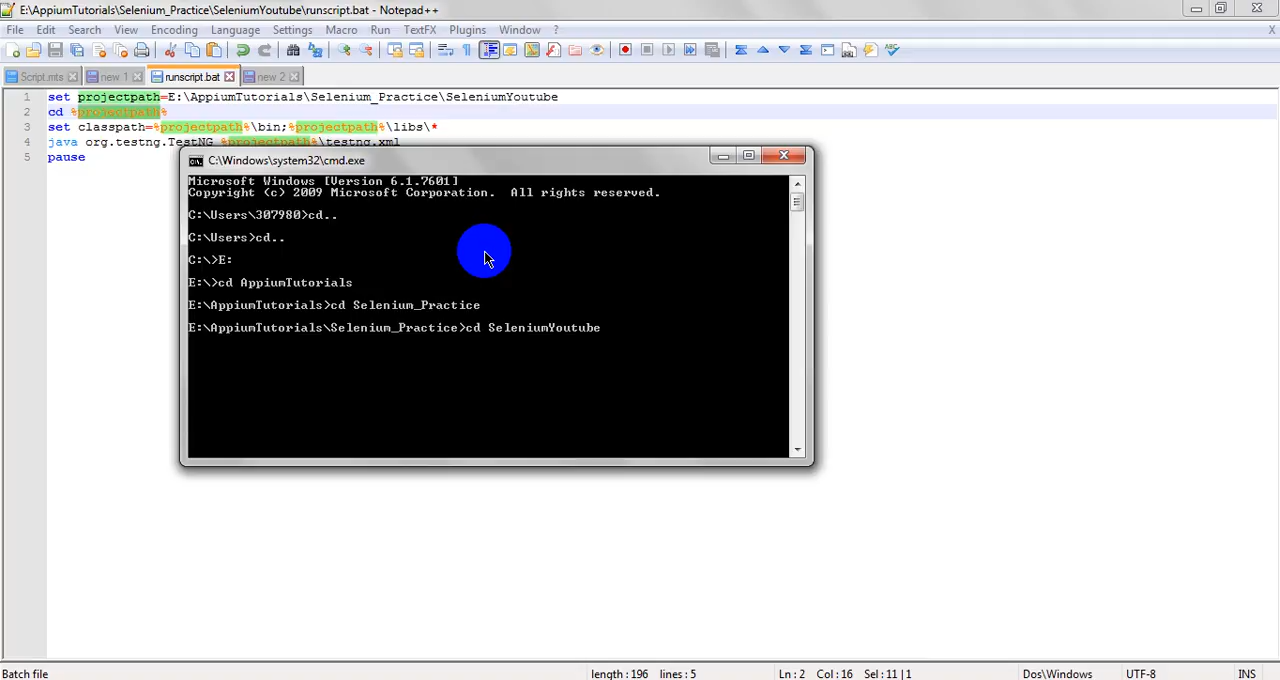 E:\AppiumTutorials\Selenium_Practice\SeleniumYoutube\runscript.bat - Notepad++
File Edit Search View Encoding Language Settings Macro Run TextFX Plugins Window ? X
Script.mts new 1 runscript.bat new 2
1 set projectpath=E:\AppiumTutorials\Selenium_Practice\SeleniumYoutube
2 cd %projectpath%
3 set classpath=%projectpath%\bin;%projectpath%\libs\*
4 java org.testng.TestNG %projectpath%\testng.xml
5 pause
C:\Windows\system32\cmd.exe
Microsoft Windows [Version 6.1.7601]
Copyright (c) 2009 Microsoft Corporation. All rights reserved.
C:\Users\307980>cd..
C:\Users>cd..
C:\>E:
E:\>cd AppiumTutorials
E:\AppiumTutorials>cd Selenium_Practice
E:\AppiumTutorials\Selenium_Practice>cd SeleniumYoutube
Batch file length : 196 lines : 5 Ln : 2 Col : 16 Sel : 11 | 1 Dos\Windows UTF-8 INS